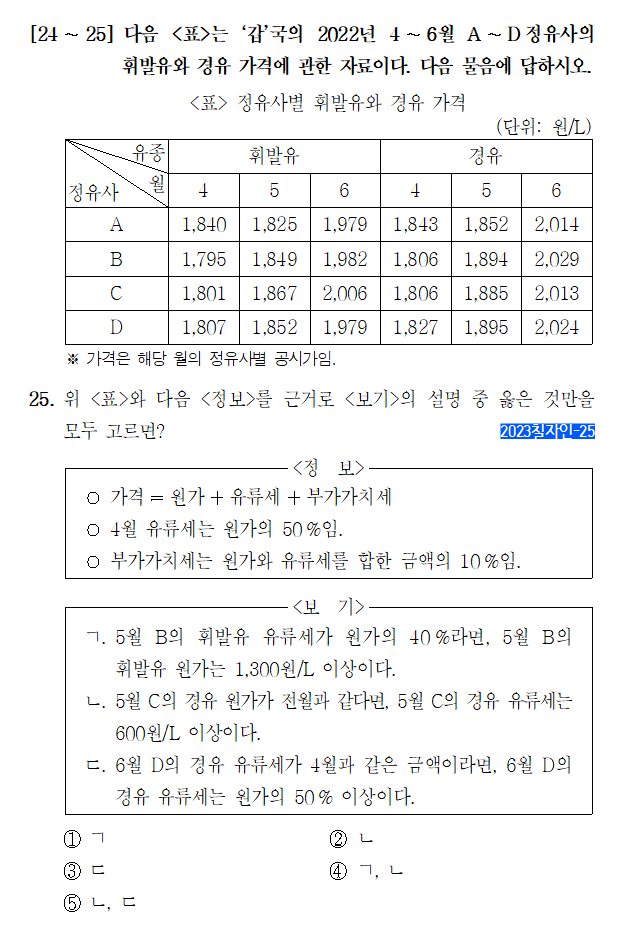 [24 ~ 25] 다음 <표>는 ‘갑’국의 2022년 4 ~ 6월 A ~ D 정유사의
휘발유와 경유 가격에 관한 자료이다. 다음 물음에 답하시오.
<표> 정유사별 휘발유와 경유 가격
(단위: 원/L)
유종 휘발유 경유
정유사 월 4 5 6 4 5 6
A 1,840 1,825 1,979 1,843 1,852 2,014
B 1,795 1,849 1,982 1,806 1,894 2,029
C 1,801 1,867 2,006 1,806 1,885 2,013
D 1,807 1,852 1,979 1,827 1,895 2,024
※ 가격은 해당 월의 정유사별 공시가임.
25. 위 <표>와 다음 <정보>를 근거로 <보기>의 설명 중 옳은 것만을
모두 고르면?
2023침자인-25
<정 보>
○ 가격 = 원가 + 유류세 + 부가가치세
○ 4월 유류세는 원가의 50 %임.
○ 부가가치세는 원가와 유류세를 합한 금액의 10 %임.
<보 기>
ㄱ. 5월 B의 휘발유 유류세가 원가의 40 %라면, 5월 B의
휘발유 원가는 1,300원/L 이상이다.
ㄴ. 5월 C의 경유 원가가 전월과 같다면, 5월 C의 경유 유류세는
600원/L 이상이다.
ㄷ. 6월 D의 경유 유류세가 4월과 같은 금액이라면, 6월 D의
경유 유류세는 원가의 50 % 이상이다.
① ㄱ ② ㄴ
③ ㄷ ④ ㄱ, ㄴ
⑤ ㄴ, ㄷ